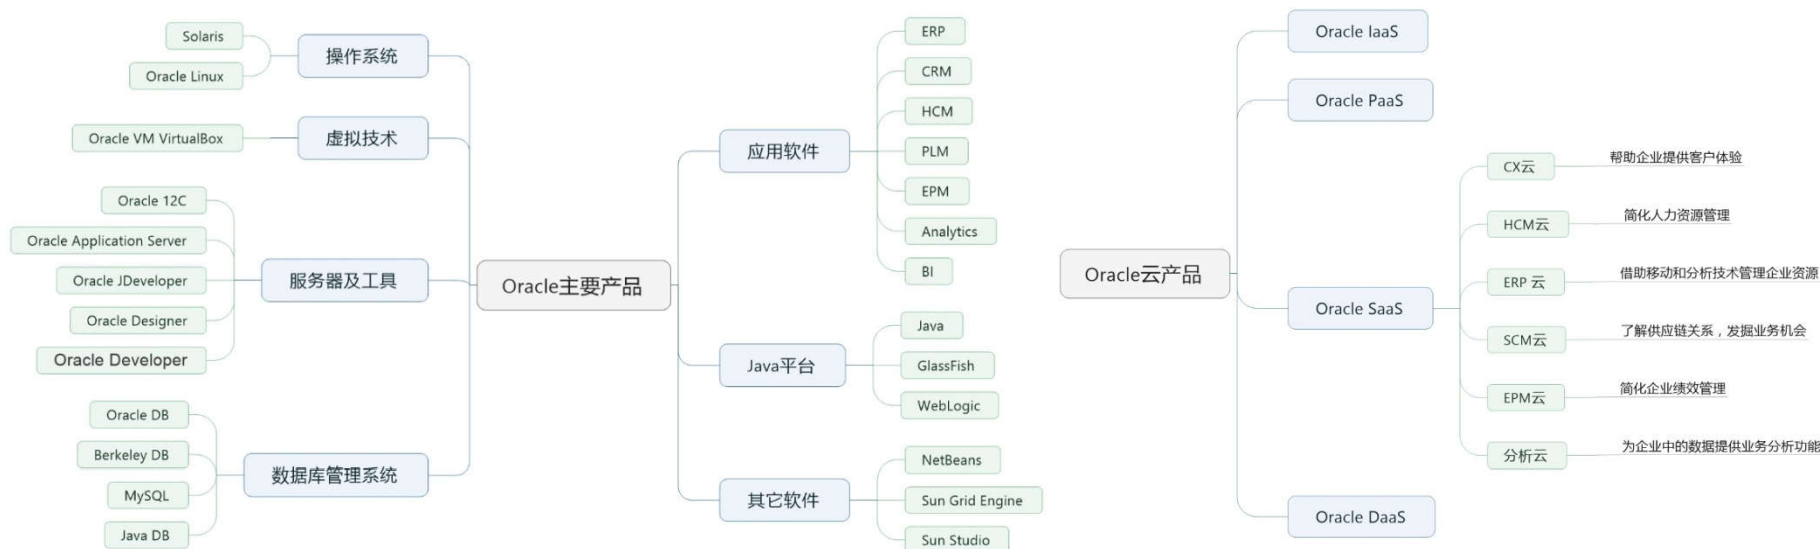 Oracle主要产品
操作系统
Solaris
Oracle Linux
虚拟技术
Oracle VM VirtualBox
服务器及工具
Oracle 12C
Oracle Application Server
Oracle JDeveloper
Oracle Designer
Oracle Developer
数据库管理系统
Oracle DB
Berkeley DB
MySQL
Java DB
应用软件
ERP
CRM
HCM
PLM
EPM
Analytics
BI
Java平台
Java
GlassFish
WebLogic
其它软件
NetBeans
Sun Grid Engine
Sun Studio
Oracle云产品
Oracle IaaS
Oracle PaaS
Oracle SaaS
CX云
帮助企业提供客户体验
HCM云
简化人力资源管理
ERP 云
借助移动和分析技术管理企业资源
SCM云
了解供应链关系，发掘业务机会
EPM云
简化企业绩效管理
分析云
为企业中的数据提供业务分析功能
Oracle DaaS